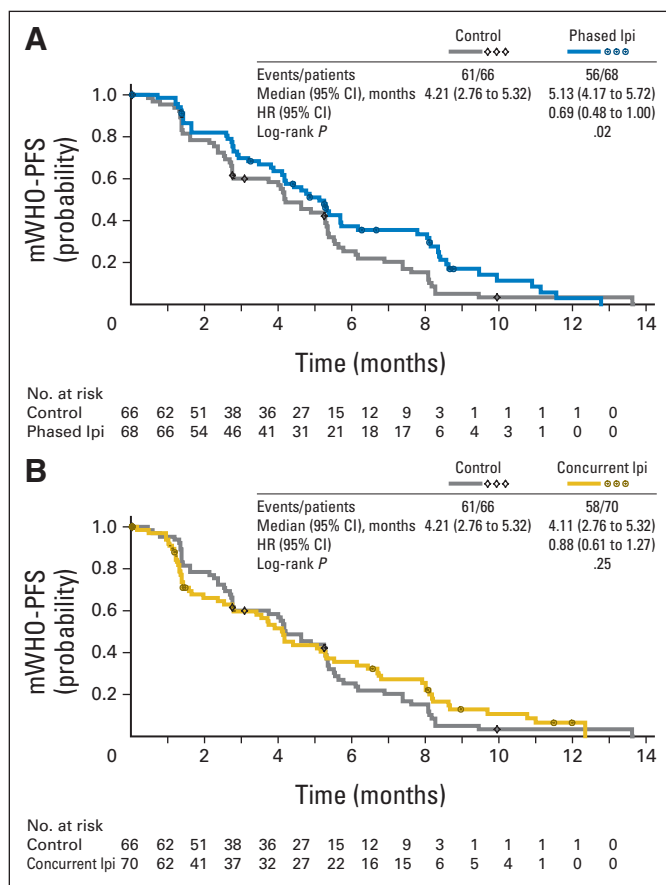 A
Control Phased Ipi
Events/patients 61/66 56/68
Median (95% CI), months 4.21 (2.76 to 5.32) 5.13 (4.17 to 5.72)
HR (95% CI) 0.69 (0.48 to 1.00)
Log-rank P .02
mWHO-PFS
(probability)
1.0
0.8
0.6
0.4
0.2
0 2 4 6 8 10 12 14
Time (months)
No. at risk
Control 66 62 51 38 36 27 15 12 9 3 1 1 1 1 0
Phased Ipi 68 66 54 46 41 31 21 18 17 6 4 3 1 0 0
B
Control Concurrent Ipi
Events/patients 61/66 58/70
Median (95% CI), months 4.21 (2.76 to 5.32) 4.11 (2.76 to 5.32)
HR (95% CI) 0.88 (0.61 to 1.27)
Log-rank P .25
mWHO-PFS
(probability)
1.0
0.8
0.6
0.4
0.2
0 2 4 6 8 10 12 14
Time (months)
No. at risk
Control 66 62 51 38 36 27 15 12 9 3 1 1 1 1 0
Concurrent Ipi 70 62 41 37 32 27 22 16 15 6 5 4 1 0 0